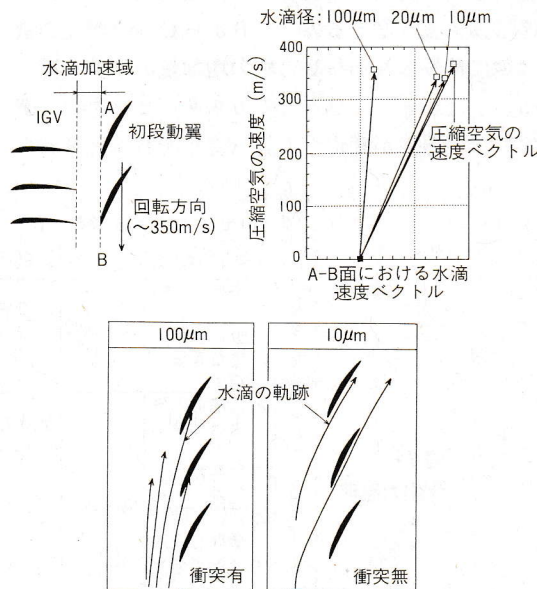 水滴加速域
IGV
A
初段動翼
回転方向
(〜350m/s)
B
水滴径:100μm
20μm
10μm
圧縮空気の速度 (m/s)
400
300
200
100
0
圧縮空気の
速度ベクトル
A-B面における水滴
速度ベクトル
100μm
10μm
水滴の軌跡
衝突有
衝突無